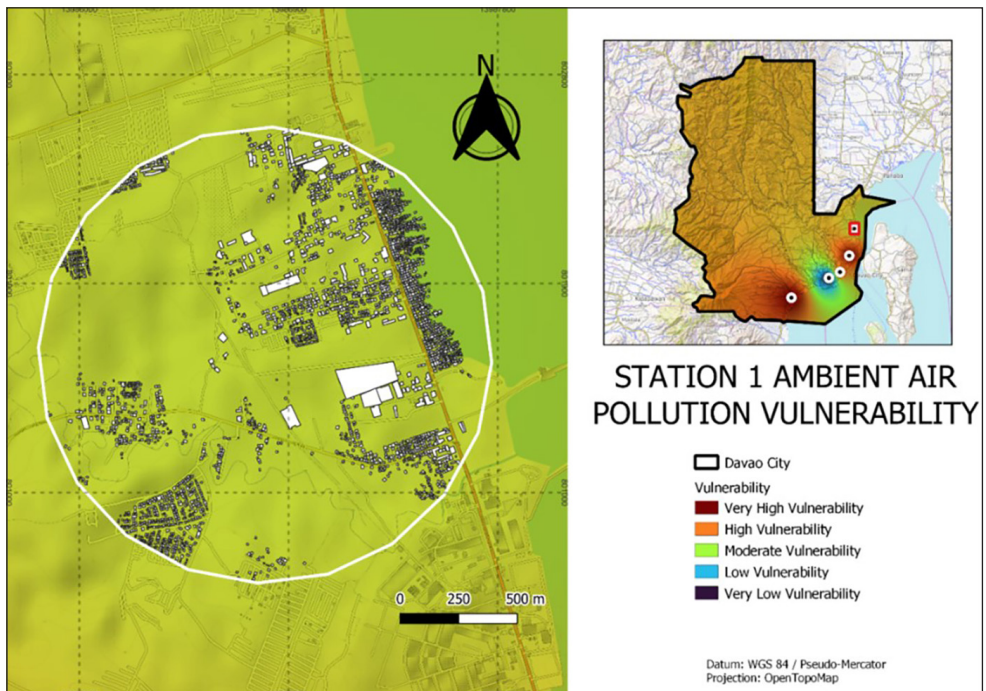 N
0 250 500 m
STATION 1 AMBIENT AIR
POLLUTION VULNERABILITY
Davao City
Vulnerability
Very High Vulnerability
High Vulnerability
Moderate Vulnerability
Low Vulnerability
Very Low Vulnerability
Datum: WGS 84 / Pseudo-Mercator
Projection: OpenTopoMap